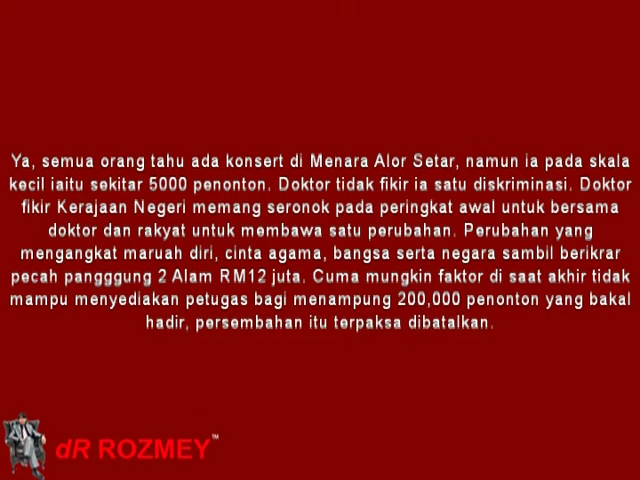 Ya, semua orang tahu ada konsert di Menara Alor Setar, namun ia pada skala
kecil iaitu sekitar 5000 penonton. Doktor tidak fikir ia satu diskriminasi. Doktor
fikir Kerajaan Negeri memang seronok pada peringkat awal untuk bersama
doktor dan rakyat untuk membawa satu perubahan. Perubahan yang
mengangkat maruah diri, cinta agama, bangsa serta negara sambil berikrar
pecah pangggung 2 Alam RM12 juta. Cuma mungkin faktor di saat akhir tidak
mampu menyediakan petugas bagi menampung 200,000 penonton yang bakal
hadir, persembahan itu terpaksa dibatalkan.
dR ROZMEY™